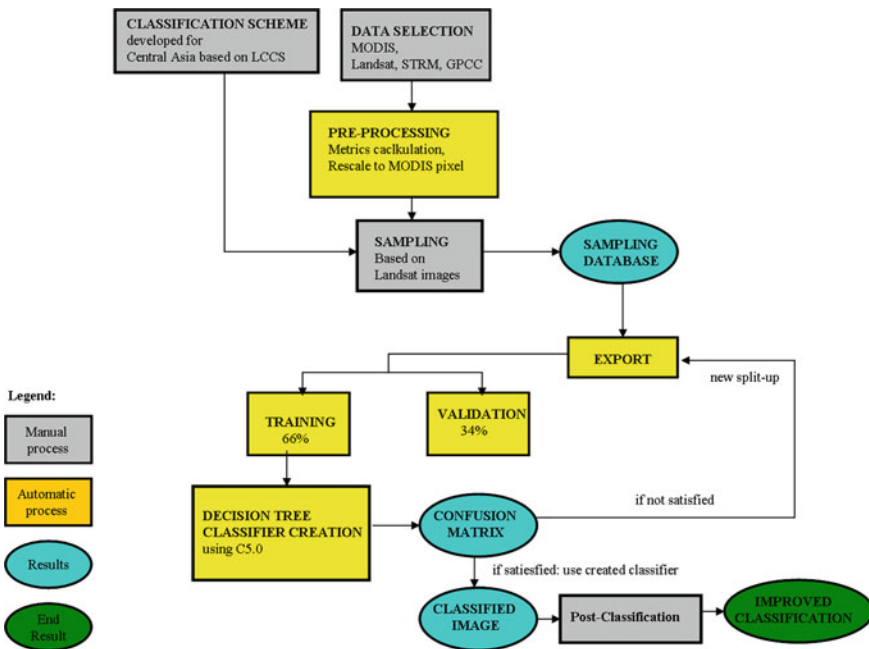 CLASSIFICATION SCHEME
developed for
Central Asia based on LCCS
DATA SELECTION
MODIS,
Landsat, STRM, GPCC
PRE-PROCESSING
Metrics caclkulation,
Rescale to MODIS pixel
SAMPLING
Based on
Landsat images
SAMPLING
DATABASE
EXPORT
new split-up
Legend:
Manual
process
Automatic
process
Results
End
Result
TRAINING
66%
VALIDATION
34%
DECISION TREE
CLASSIFIER CREATION
using C5.0
CONFUSION
MATRIX
if not satisfied
if satiesfied: use created classifier
CLASSIFIED
IMAGE
Post-Classification
IMPROVED
CLASSIFICATION